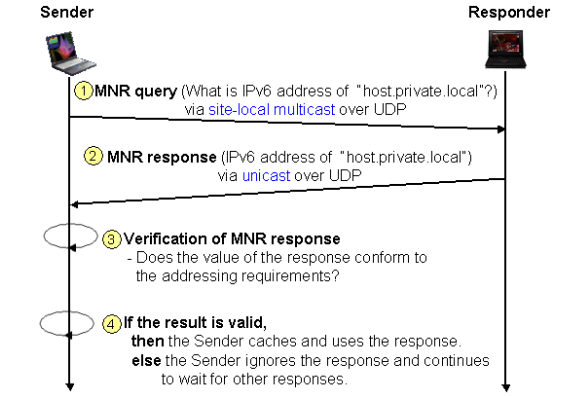 Sender Responder
1 MNR query (What is IPv6 address of "host.private.local"?)
via site-local multicast over UDP
2 MNR response (IPv6 address of "host.private.local")
via unicast over UDP
3 Verification of MNR response
- Does the value of the response conform to
the addressing requirements?
4 If the result is valid,
then the Sender caches and uses the response.
else the Sender ignores the response and continues
to wait for other responses.